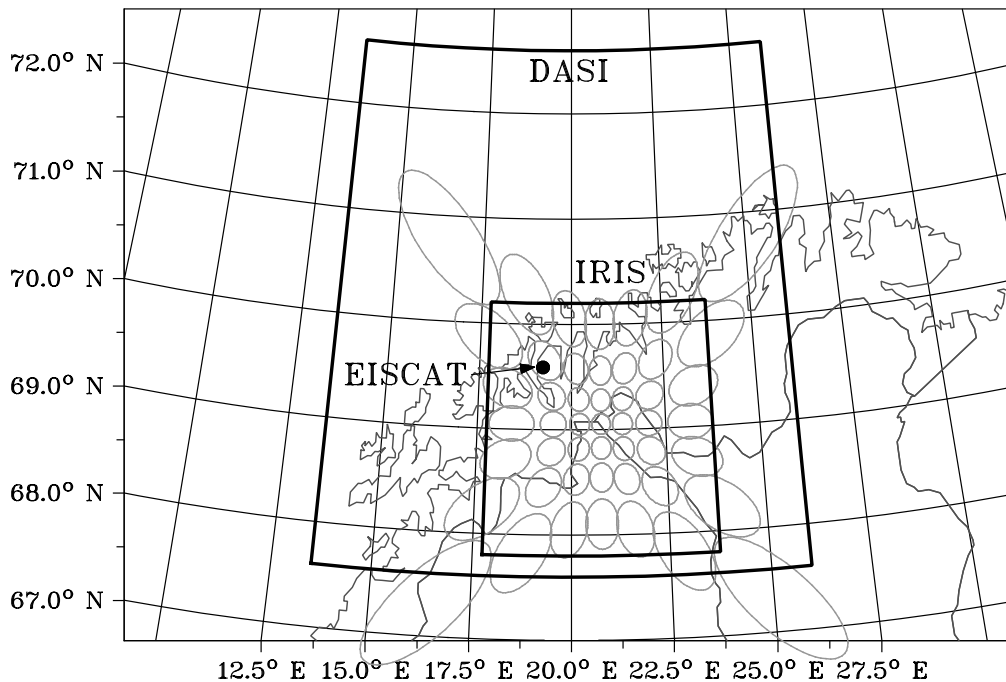 72.0° N
DASI
71.0° N
70.0° N
IRIS
EISCAT
69.0° N
68.0° N
67.0° N
12.5° E 15.0° E 17.5° E 20.0° E 22.5° E 25.0° E 27.5° E